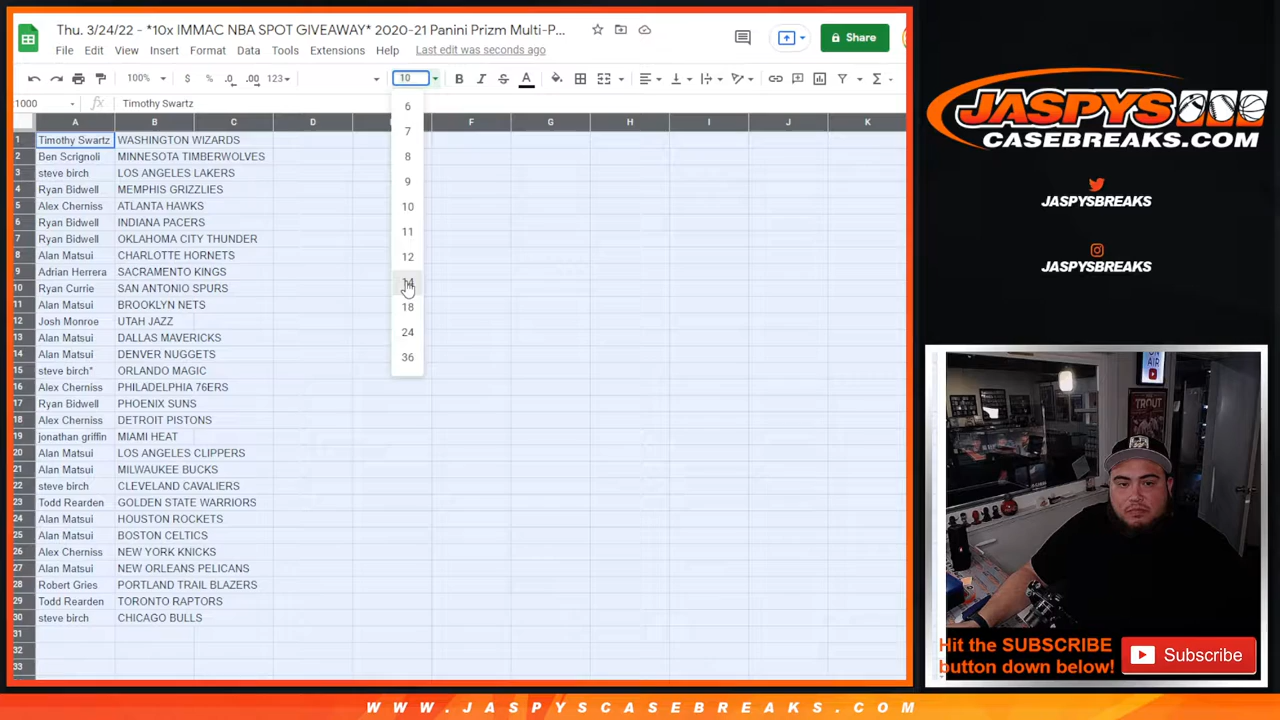 Thu. 3/24/22 - *10x IMMAC NBA SPOT GIVEAWAY* 2020-21 Panini Prizm Multi-P...
File Edit View Insert Format Data Tools Extensions Help Last edit was seconds ago
Share
100% $ % .0 .00 123 10 B I A
1000 fx Timothy Swartz
A B C D F G H I J K
1 Timothy Swartz WASHINGTON WIZARDS
2 Ben Scrignoli MINNESOTA TIMBERWOLVES
3 steve birch LOS ANGELES LAKERS
4 Ryan Bidwell MEMPHIS GRIZZLIES
5 Alex Cherniss ATLANTA HAWKS
6 Ryan Bidwell INDIANA PACERS
7 Ryan Bidwell OKLAHOMA CITY THUNDER
8 Alan Matsui CHARLOTTE HORNETS
9 Adrian Herrera SACRAMENTO KINGS
10 Ryan Currie SAN ANTONIO SPURS
11 Alan Matsui BROOKLYN NETS
12 Josh Monroe UTAH JAZZ
13 Alan Matsui DALLAS MAVERICKS
14 Alan Matsui DENVER NUGGETS
15 steve birch* ORLANDO MAGIC
16 Alex Cherniss PHILADELPHIA 76ERS
17 Ryan Bidwell PHOENIX SUNS
18 Alex Cherniss DETROIT PISTONS
19 jonathan griffin MIAMI HEAT
20 Alan Matsui LOS ANGELES CLIPPERS
21 Alan Matsui MILWAUKEE BUCKS
22 steve birch CLEVELAND CAVALIERS
23 Todd Rearden GOLDEN STATE WARRIORS
24 Alan Matsui HOUSTON ROCKETS
25 Alan Matsui BOSTON CELTICS
26 Alex Cherniss NEW YORK KNICKS
27 Alan Matsui NEW ORLEANS PELICANS
28 Robert Gries PORTLAND TRAIL BLAZERS
29 Todd Rearden TORONTO RAPTORS
30 steve birch CHICAGO BULLS
31
32
33
6
7
8
9
10
11
12
14
18
24
36
JASPYS
CASEBREAKS.COM
JASPYSBREAKS
JASPYSBREAKS
ON
AIR
TROUT
Hit the SUBSCRIBE
button down below!
Subscribe
WWW.JASPYSCASEBREAKS.COM